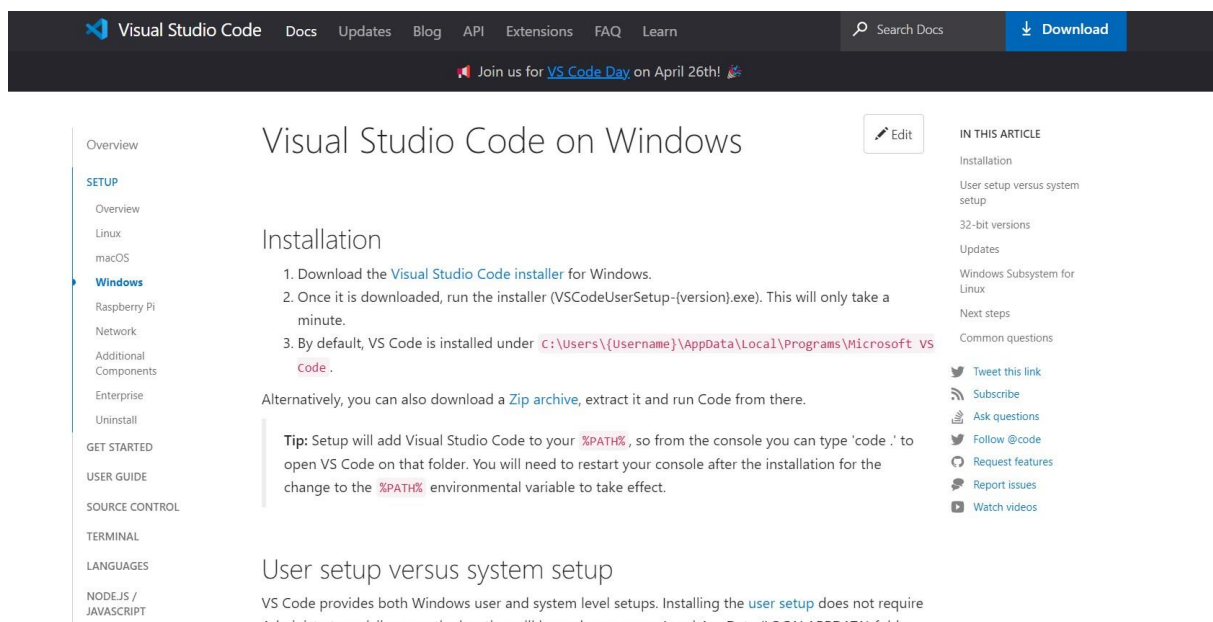 Visual Studio Code Docs Updates Blog API Extensions FAQ Learn Search Docs Download
Join us for VS Code Day on April 26th!
Overview
SETUP
Overview
Linux
macOS
Windows
Raspberry Pi
Network
Additional
Components
Enterprise
Uninstall
GET STARTED
USER GUIDE
SOURCE CONTROL
TERMINAL
LANGUAGES
NODE.JS /
JAVASCRIPT
Visual Studio Code on Windows
Edit
Installation
1. Download the Visual Studio Code installer for Windows.
2. Once it is downloaded, run the installer (VSCodeUserSetup-{version}.exe). This will only take a
minute.
3. By default, VS Code is installed under C:\Users\{Username}\AppData\Local\Programs\Microsoft VS
Code.
Alternatively, you can also download a Zip archive, extract it and run Code from there.
Tip: Setup will add Visual Studio Code to your %PATH%, so from the console you can type 'code .' to
open VS Code on that folder. You will need to restart your console after the installation for the
change to the %PATH% environmental variable to take effect.
User setup versus system setup
VS Code provides both Windows user and system level setups. Installing the user setup does not require
IN THIS ARTICLE
Installation
User setup versus system
setup
32-bit versions
Updates
Windows Subsystem for
Linux
Next steps
Common questions
Tweet this link
Subscribe
Ask questions
Follow @code
Request features
Report issues
Watch videos